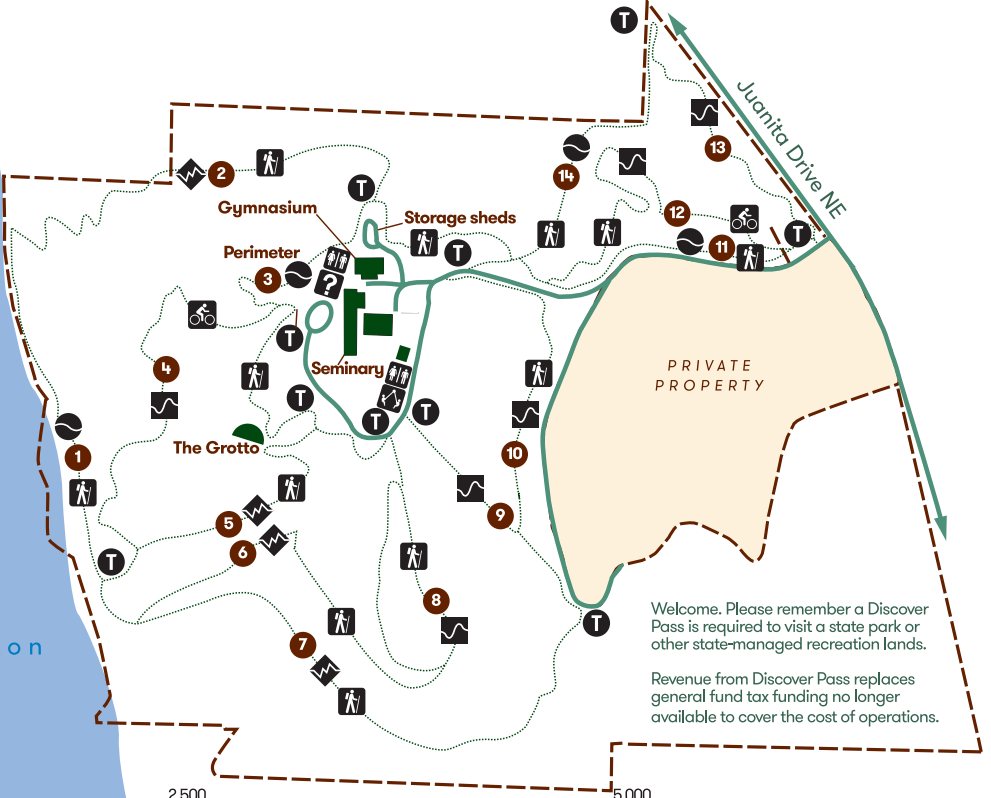 T
Juanita Drive NE
13
2
14
T
Gymnasium
Storage sheds
12
T
11
T
Perimeter
3
?
T
PRIVATE
PROPERTY
4
Seminary
T
T
T
The Grotto
1
10
5
9
6
T
8
Welcome. Please remember a Discover
Pass is required to visit a state park or
other state-managed recreation lands.
T
7
on
Revenue from Discover Pass replaces
general fund tax funding no longer
available to cover the cost of operations.
2,500
5,000